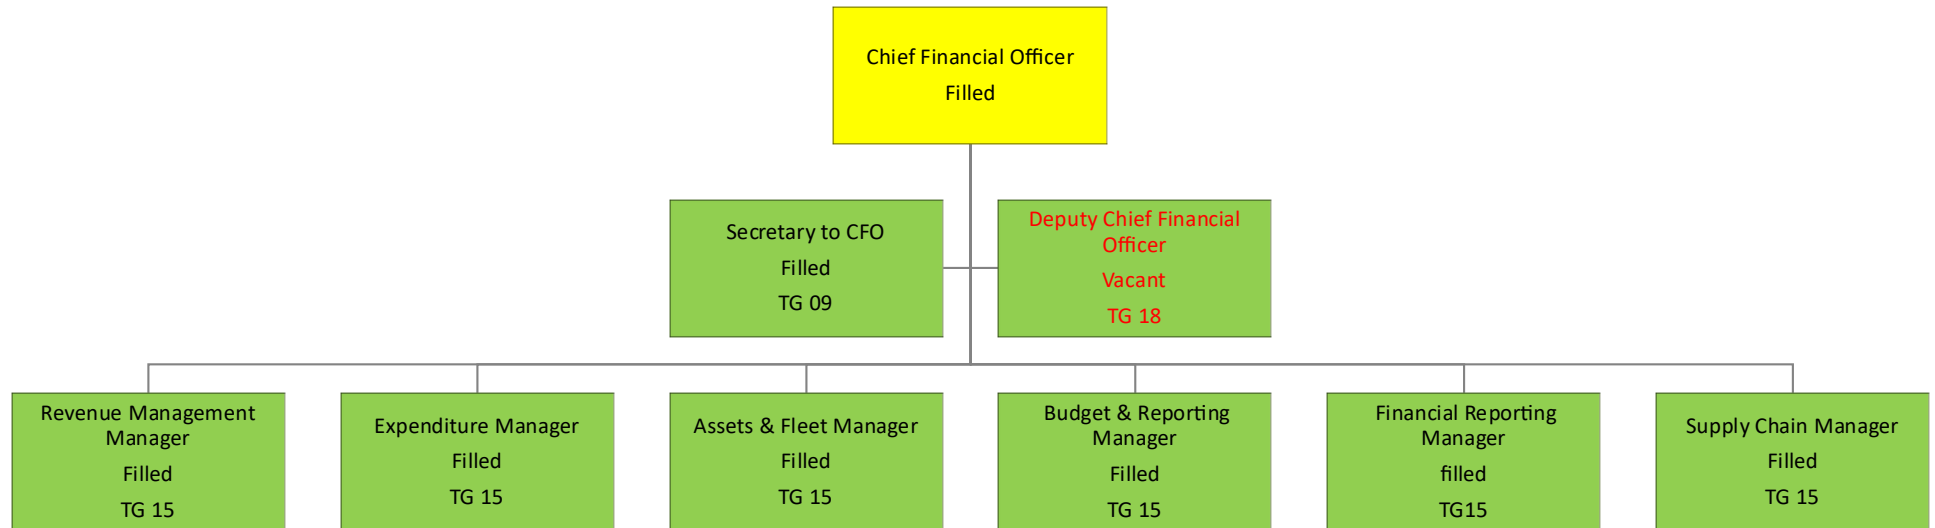 Chief Financial Officer
Filled
Secretary to CFO
Filled
TG 09
Deputy Chief Financial
Officer
Vacant
TG 18
Revenue Management
Manager
Filled
TG 15
Expenditure Manager
Filled
TG 15
Assets & Fleet Manager
Filled
TG 15
Budget & Reporting
Manager
Filled
TG 15
Financial Reporting
Manager
filled
TG15
Supply Chain Manager
Filled
TG 15